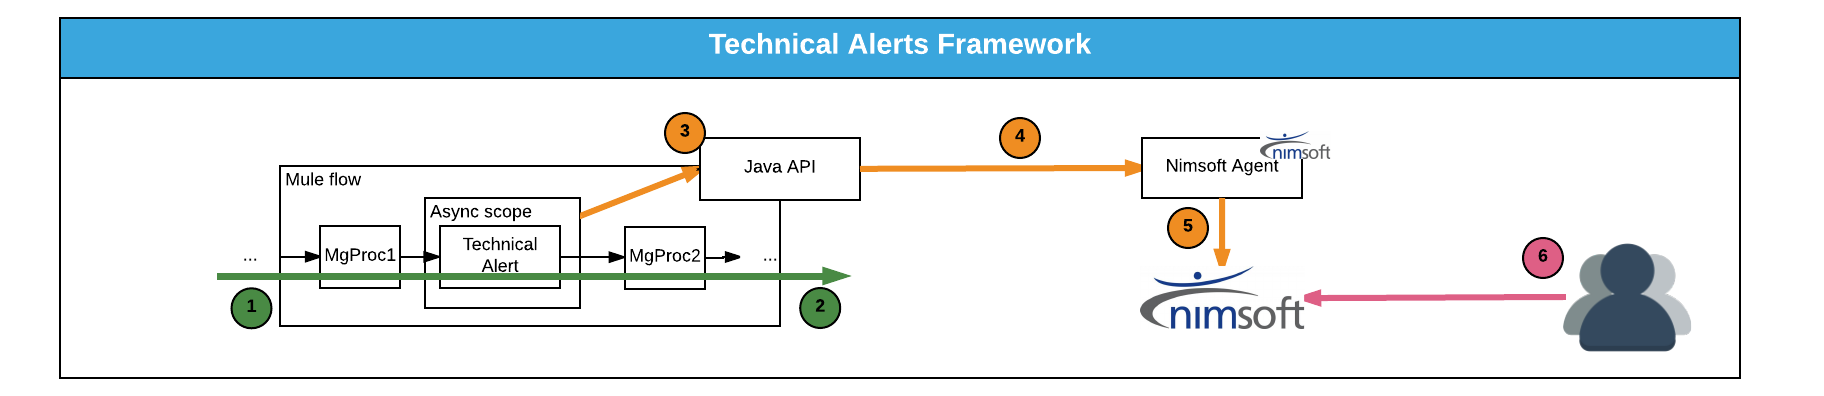 Technical Alerts Framework
3
Java API
4
Nimsoft Agent
nimsoft
Mule flow
Async scope
5
...
MgProc1
Technical
Alert
MgProc2
...
6
1
2
nimsoft